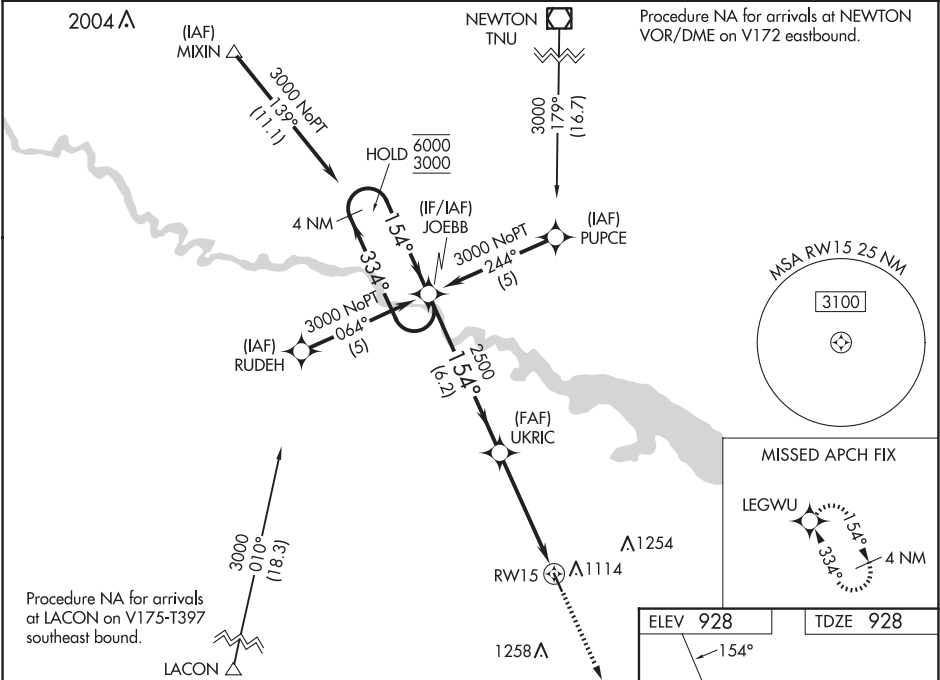 2004
(IAF)
MIXIN
3000 NoPT
139°
(11.1)
NEWTON
TNU
3000
179°
(16.7)
Procedure NA for arrivals at NEWTON
VOR/DME on V172 eastbound.
HOLD
6000
3000
4 NM
154°
334°
(IF/IAF)
JOEBB
(IAF)
PUPCE
3000 NoPT
244°
(5)
3000 NoPT
064°
(5)
(IAF)
RUDEH
MSA RW15 25 NM
3100
2500
154°
(6.2)
(FAF)
UKRIC
MISSED APCH FIX
LEGWU
154°
334°
4 NM
3000
010°
(18.3)
1254
RW15
1114
Procedure NA for arrivals
at LACON on V175-T397
southeast bound.
LACON
1258
ELEV 928
TDZE 928
154°